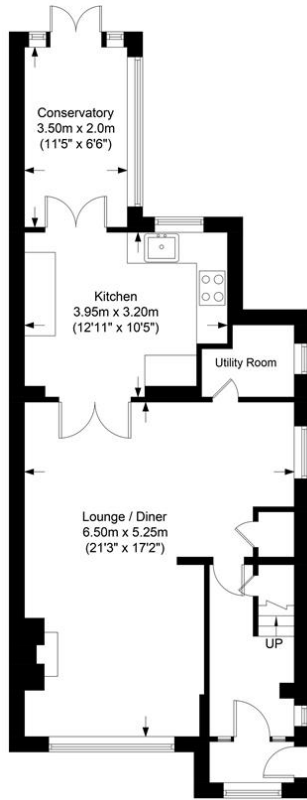 Conservatory
3.50m x 2.0m
(11'5" x 6'6")
Kitchen
3.95m x 3.20m
(12'11" x 10'5")
Utility Room
Lounge / Diner
6.50m x 5.25m
(21'3" x 17'2")
UP